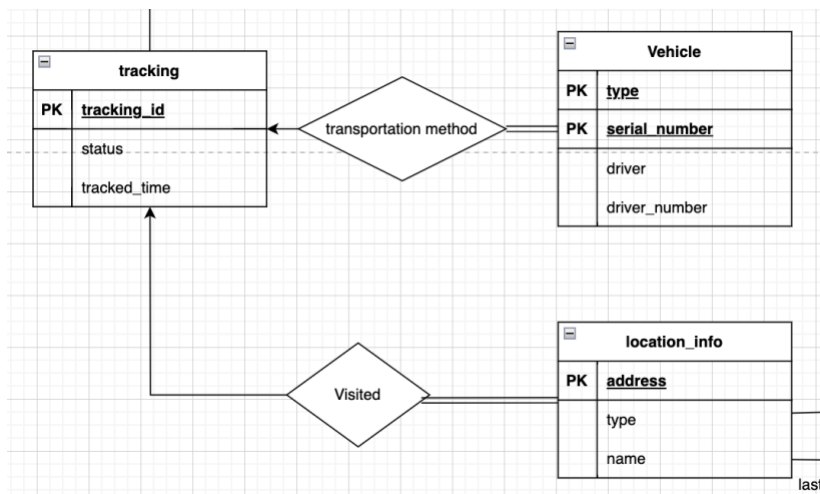 tracking
PK tracking_id
status
tracked_time
transportation method
Vehicle
PK type
PK serial_number
driver
driver_number
Visited
location_info
PK address
type
name
last